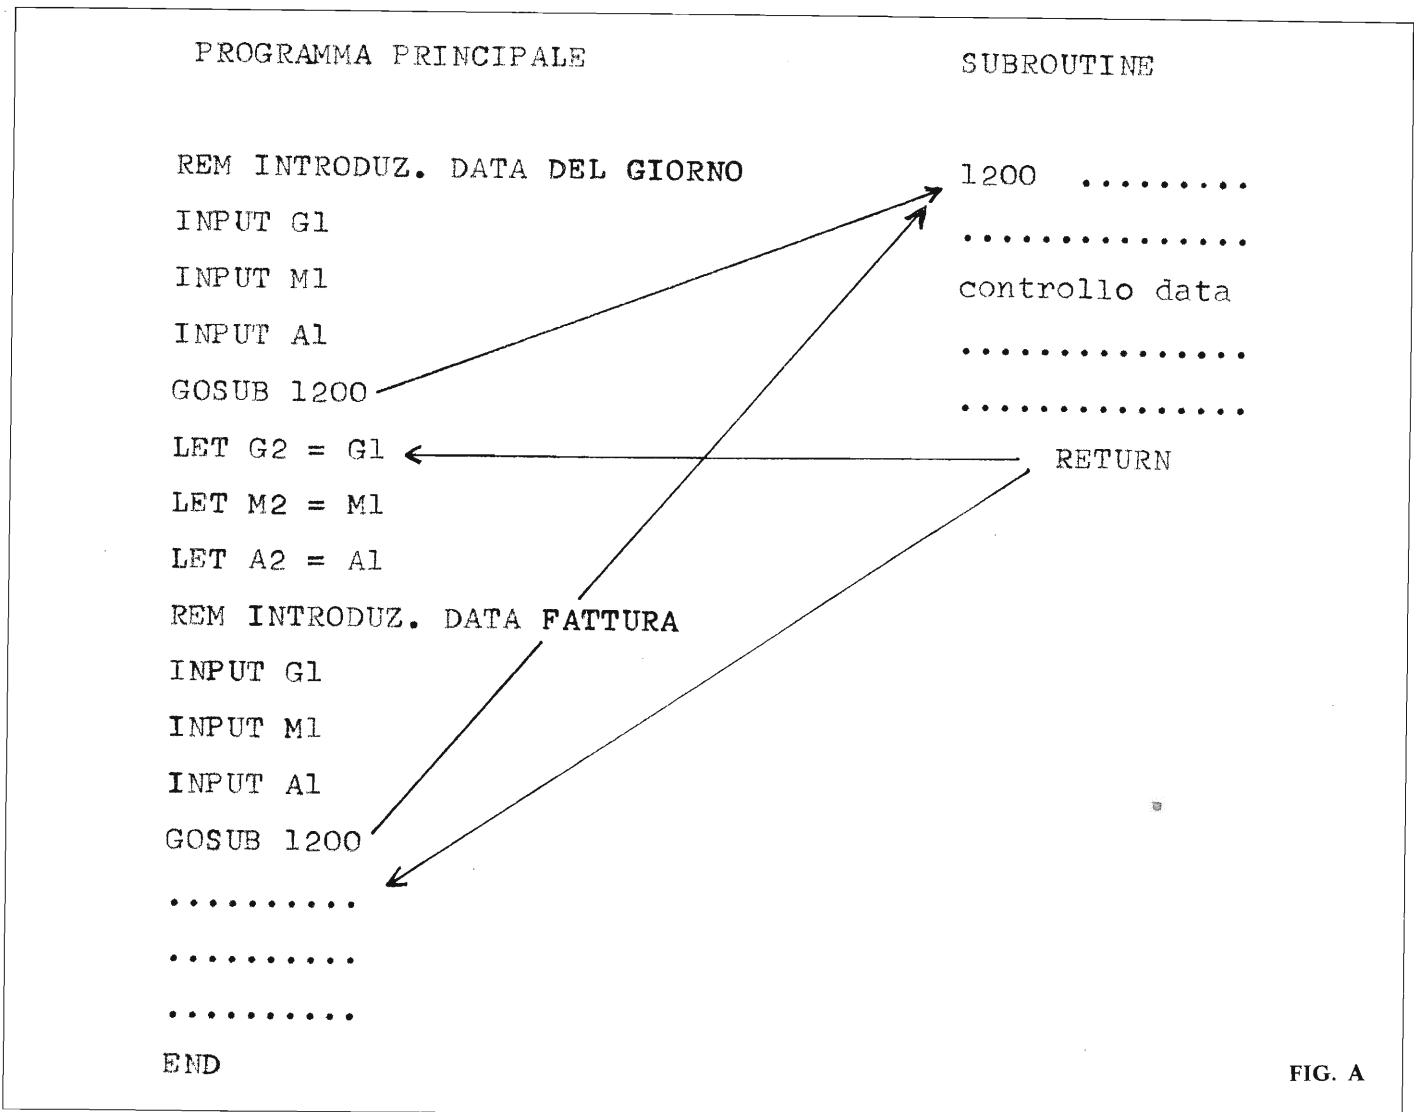 PROGRAMMA PRINCIPALE
REM INTRODUZ. DATA DEL GIORNO
INPUT G1
INPUT M1
INPUT A1
GOSUB 1200
LET G2 = G1
LET M2 = M1
LET A2 = A1
REM INTRODUZ. DATA FATTURA
INPUT G1
INPUT M1
INPUT A1
GOSUB 1200
..........
..........
..........
END
SUBROUTINE
1200 .........
...............
controllo data
...............
...............
RETURN
FIG. A